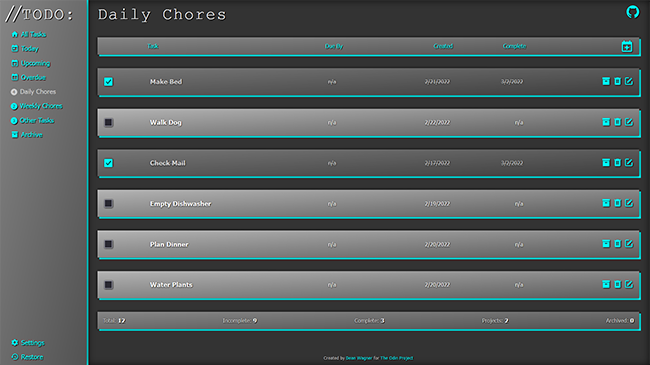 //TODO:
All Tasks
Today
Upcoming
Overdue
Daily Chores
Weekly Chores
Other Tasks
Archive
Settings
Restore
Daily Chores
Task Due By Created Complete
Make Bed n/a 2/21/2022 3/2/2022
Walk Dog n/a 2/22/2022 n/a
Check Mail n/a 2/17/2022 3/2/2022
Empty Dishwasher n/a 2/19/2022 n/a
Plan Dinner n/a 2/20/2022 n/a
Water Plants n/a 2/20/2022 n/a
Total: 12 Incomplete: 9 Complete: 3 Projects: 2 Archived: 0
Created by Sean Wagner for The Odin Project